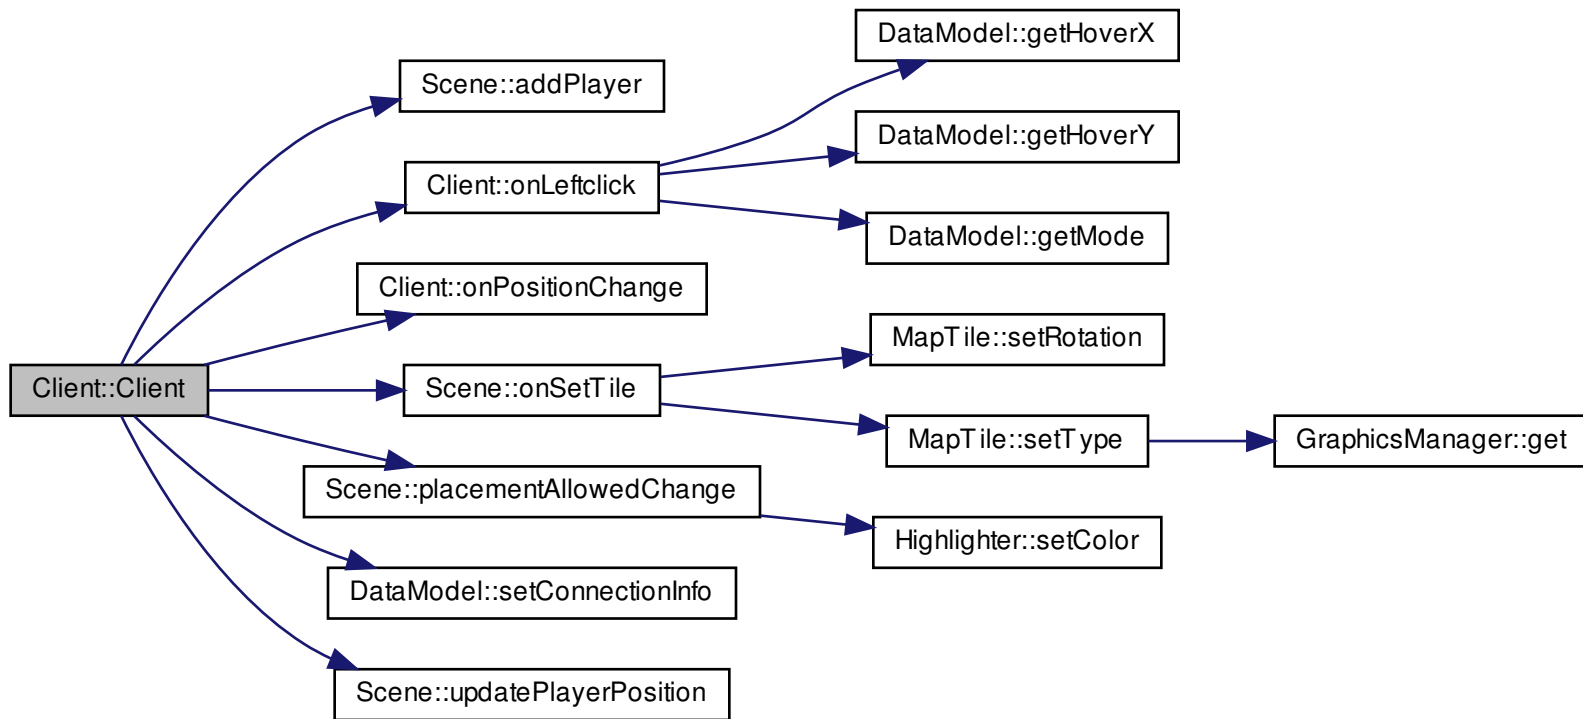 Client::Client
Scene::addPlayer
Client::onLeftclick
DataModel::getHoverX
DataModel::getHoverY
DataModel::getMode
Client::onPositionChange
Scene::onSetTile
MapTile::setRotation
MapTile::setType
GraphicsManager::get
Scene::placementAllowedChange
Highlighter::setColor
DataModel::setConnectionInfo
Scene::updatePlayerPosition